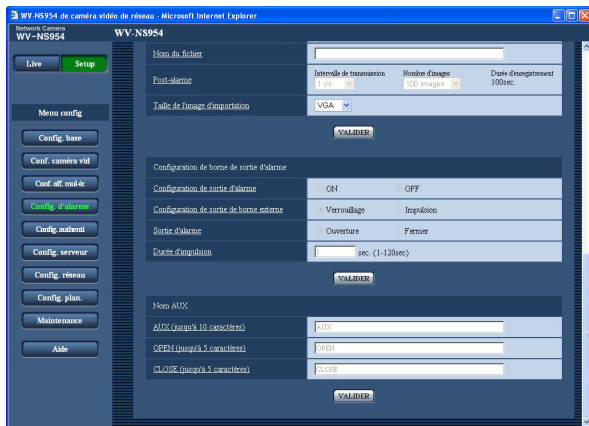 WV-NS954 de caméra vidéo de réseau - Microsoft Internet Explorer
Network Camera
WV-NS954
WV-NS954
Live
Setup
Menu config
Config. base
Conf. caméra vid
Conf. aff. mul-éc
Config. d'alarme
Config. authenti
Config. serveur
Config. réseau
Config. plan.
Maintenance
Aide
Nom du fichier
Post-alarme
Intervalle de transmission
Nombre d'images
Durée d'enregistrement
1 i/s
100 images
100sec.
Taille de l'image d'importation
VGA
VALIDER
Configuration de borne de sortie d'alarme
Configuration de sortie d'alarme
ON
OFF
Configuration de sortie de borne externe
Verrouillage
Impulsion
Sortie d'alarme
Ouverture
Fermer
Durée d'impulsion
sec. (1-120sec)
VALIDER
Nom AUX
AUX (jusqu'à 10 caractères)
AUX
OPEN (jusqu'à 5 caractères)
OPEN
CLOSE (jusqu'à 5 caractères)
CLOSE
VALIDER